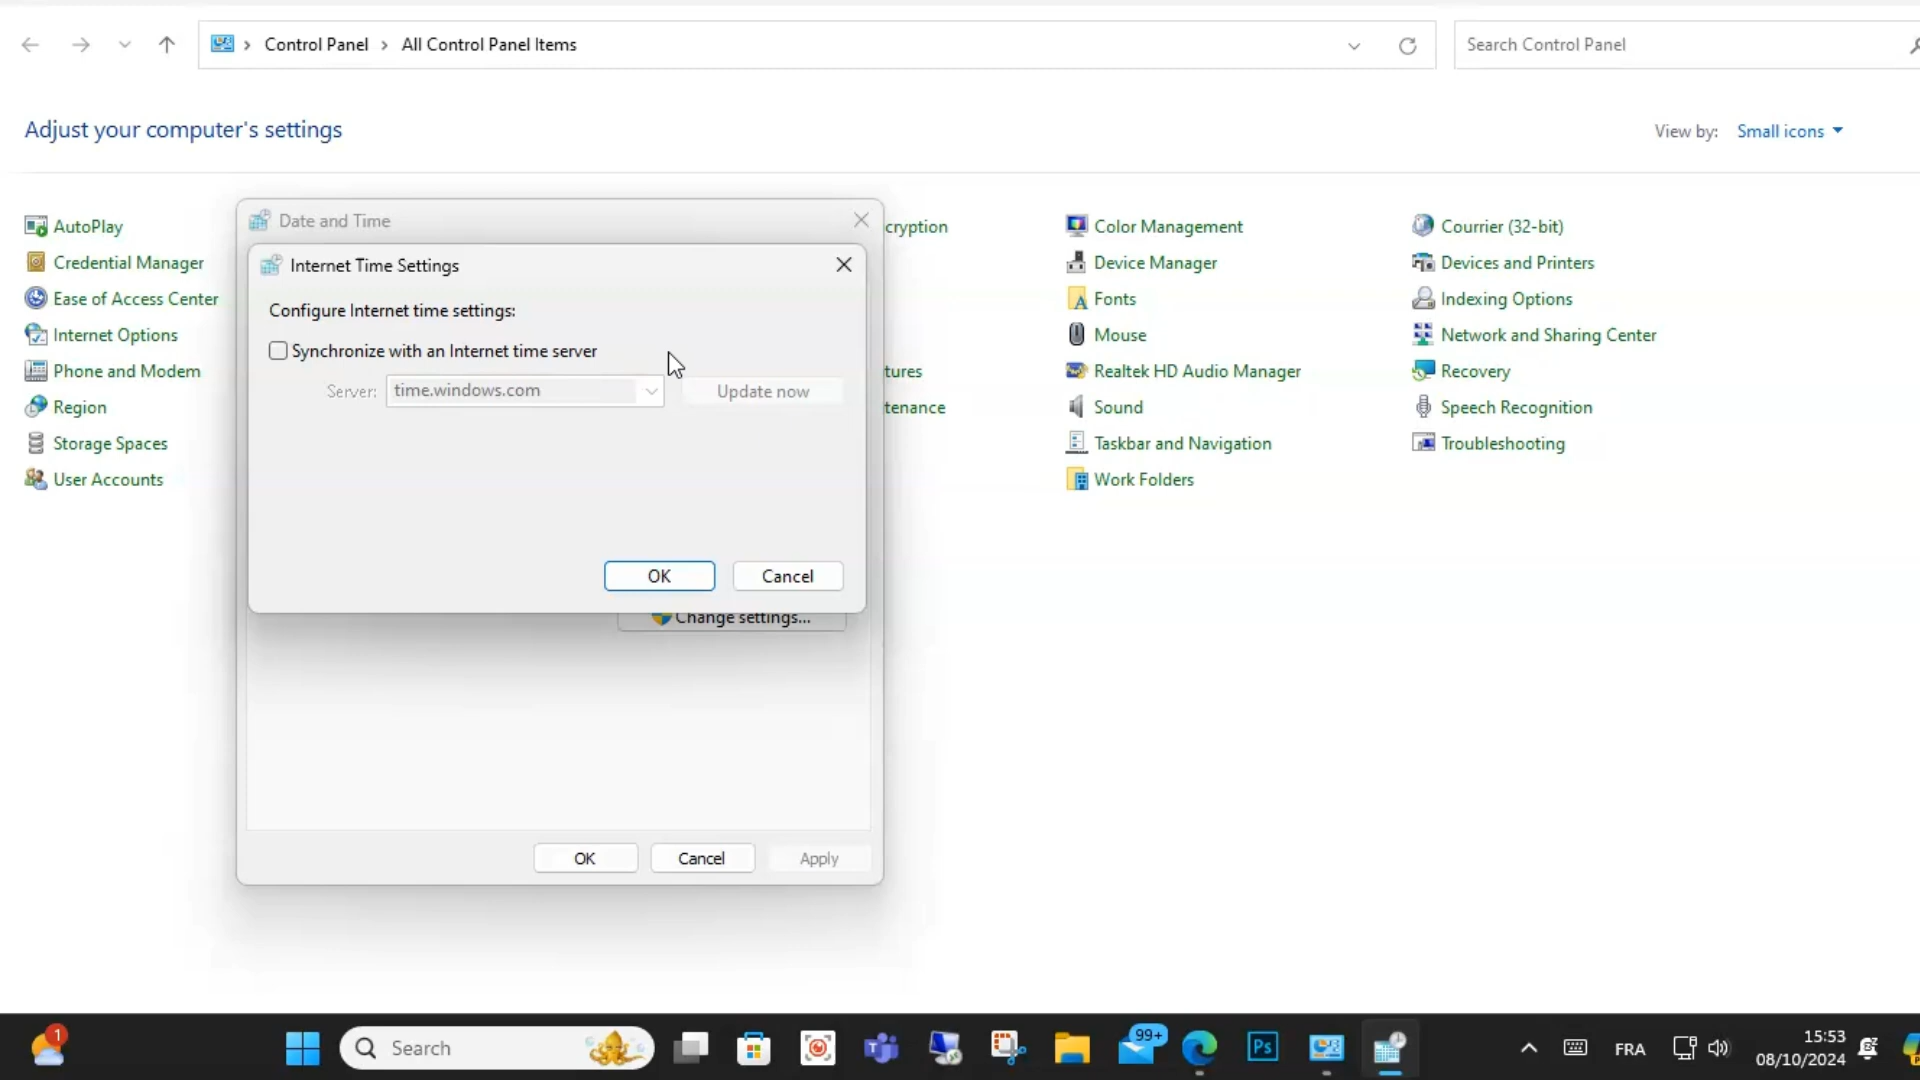 Control Panel
All Control Panel Items
Search Control Panel
Adjust your computer's settings
View by:
Small icons
AutoPlay
Credential Manager
Ease of Access Center
Internet Options
Phone and Modem
Region
Storage Spaces
User Accounts
Date and Time
Internet Time Settings
Configure Internet time settings:
Synchronize with an Internet time server
Server:
time.windows.com
Update now
OK
Cancel
Change settings...
OK
Cancel
Apply
cryption
tures
tenance
Color Management
Device Manager
Fonts
Mouse
Realtek HD Audio Manager
Sound
Taskbar and Navigation
Work Folders
Courrier (32-bit)
Devices and Printers
Indexing Options
Network and Sharing Center
Recovery
Speech Recognition
Troubleshooting
1
Search
99+
Ps
FRA
15:53
08/10/2024